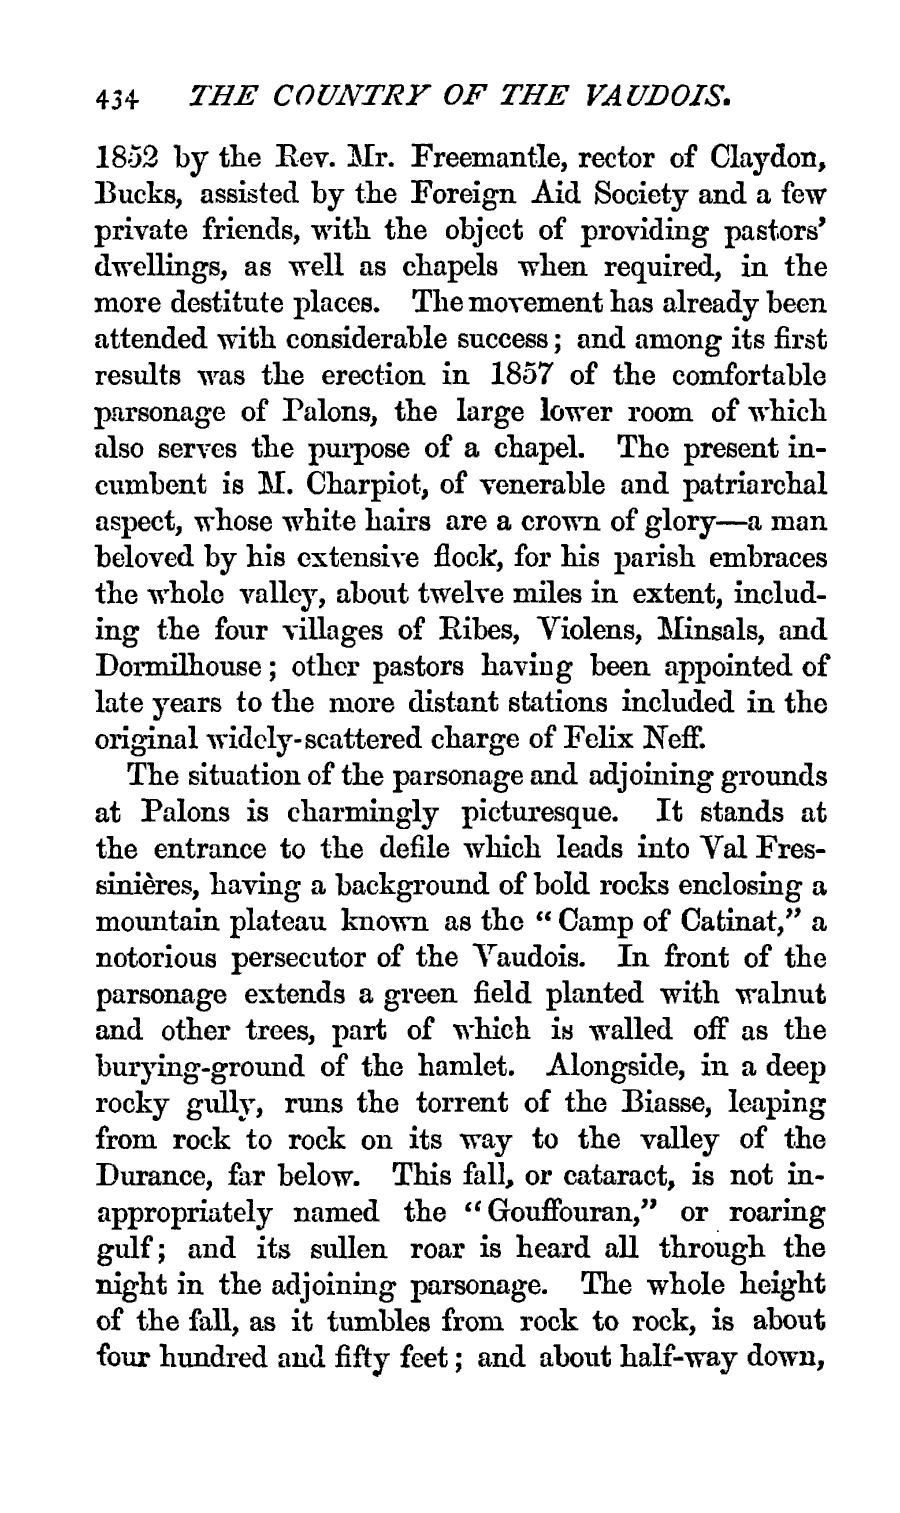 434 THE COUNTRY OF THE VAUDOIS.
1852 by the Rev. Mr. Freemantle, rector of Claydon,
Bucks, assisted by the Foreign Aid Society and a few
private friends, with the object of providing pastors'
dwellings, as well as chapels when required, in the
more destitute places. The movement has already been
attended with considerable success; and among its first
results was the erection in 1857 of the comfortable
parsonage of Palons, the large lower room of which
also serves the purpose of a chapel. The present in-
cumbent is M. Charpiot, of venerable and patriarchal
aspect, whose white hairs are a crown of glory—a man
beloved by his extensive flock, for his parish embraces
the whole valley, about twelve miles in extent, includ-
ing the four villages of Ribes, Violens, Minsals, and
Dormilhouse; other pastors having been appointed of
late years to the more distant stations included in the
original widely-scattered charge of Felix Neff.
The situation of the parsonage and adjoining grounds
at Palons is charmingly picturesque. It stands at
the entrance to the defile which leads into Val Fres-
sinières, having a background of bold rocks enclosing a
mountain plateau known as the "Camp of Catinat," a
notorious persecutor of the Vaudois. In front of the
parsonage extends a green field planted with walnut
and other trees, part of which is walled off as the
burying-ground of the hamlet. Alongside, in a deep
rocky gully, runs the torrent of the Biasse, leaping
from rock to rock on its way to the valley of the
Durance, far below. This fall, or cataract, is not in-
appropriately named the "Gouffouran," or roaring
gulf; and its sullen roar is heard all through the
night in the adjoining parsonage. The whole height
of the fall, as it tumbles from rock to rock, is about
four hundred and fifty feet; and about half-way down,